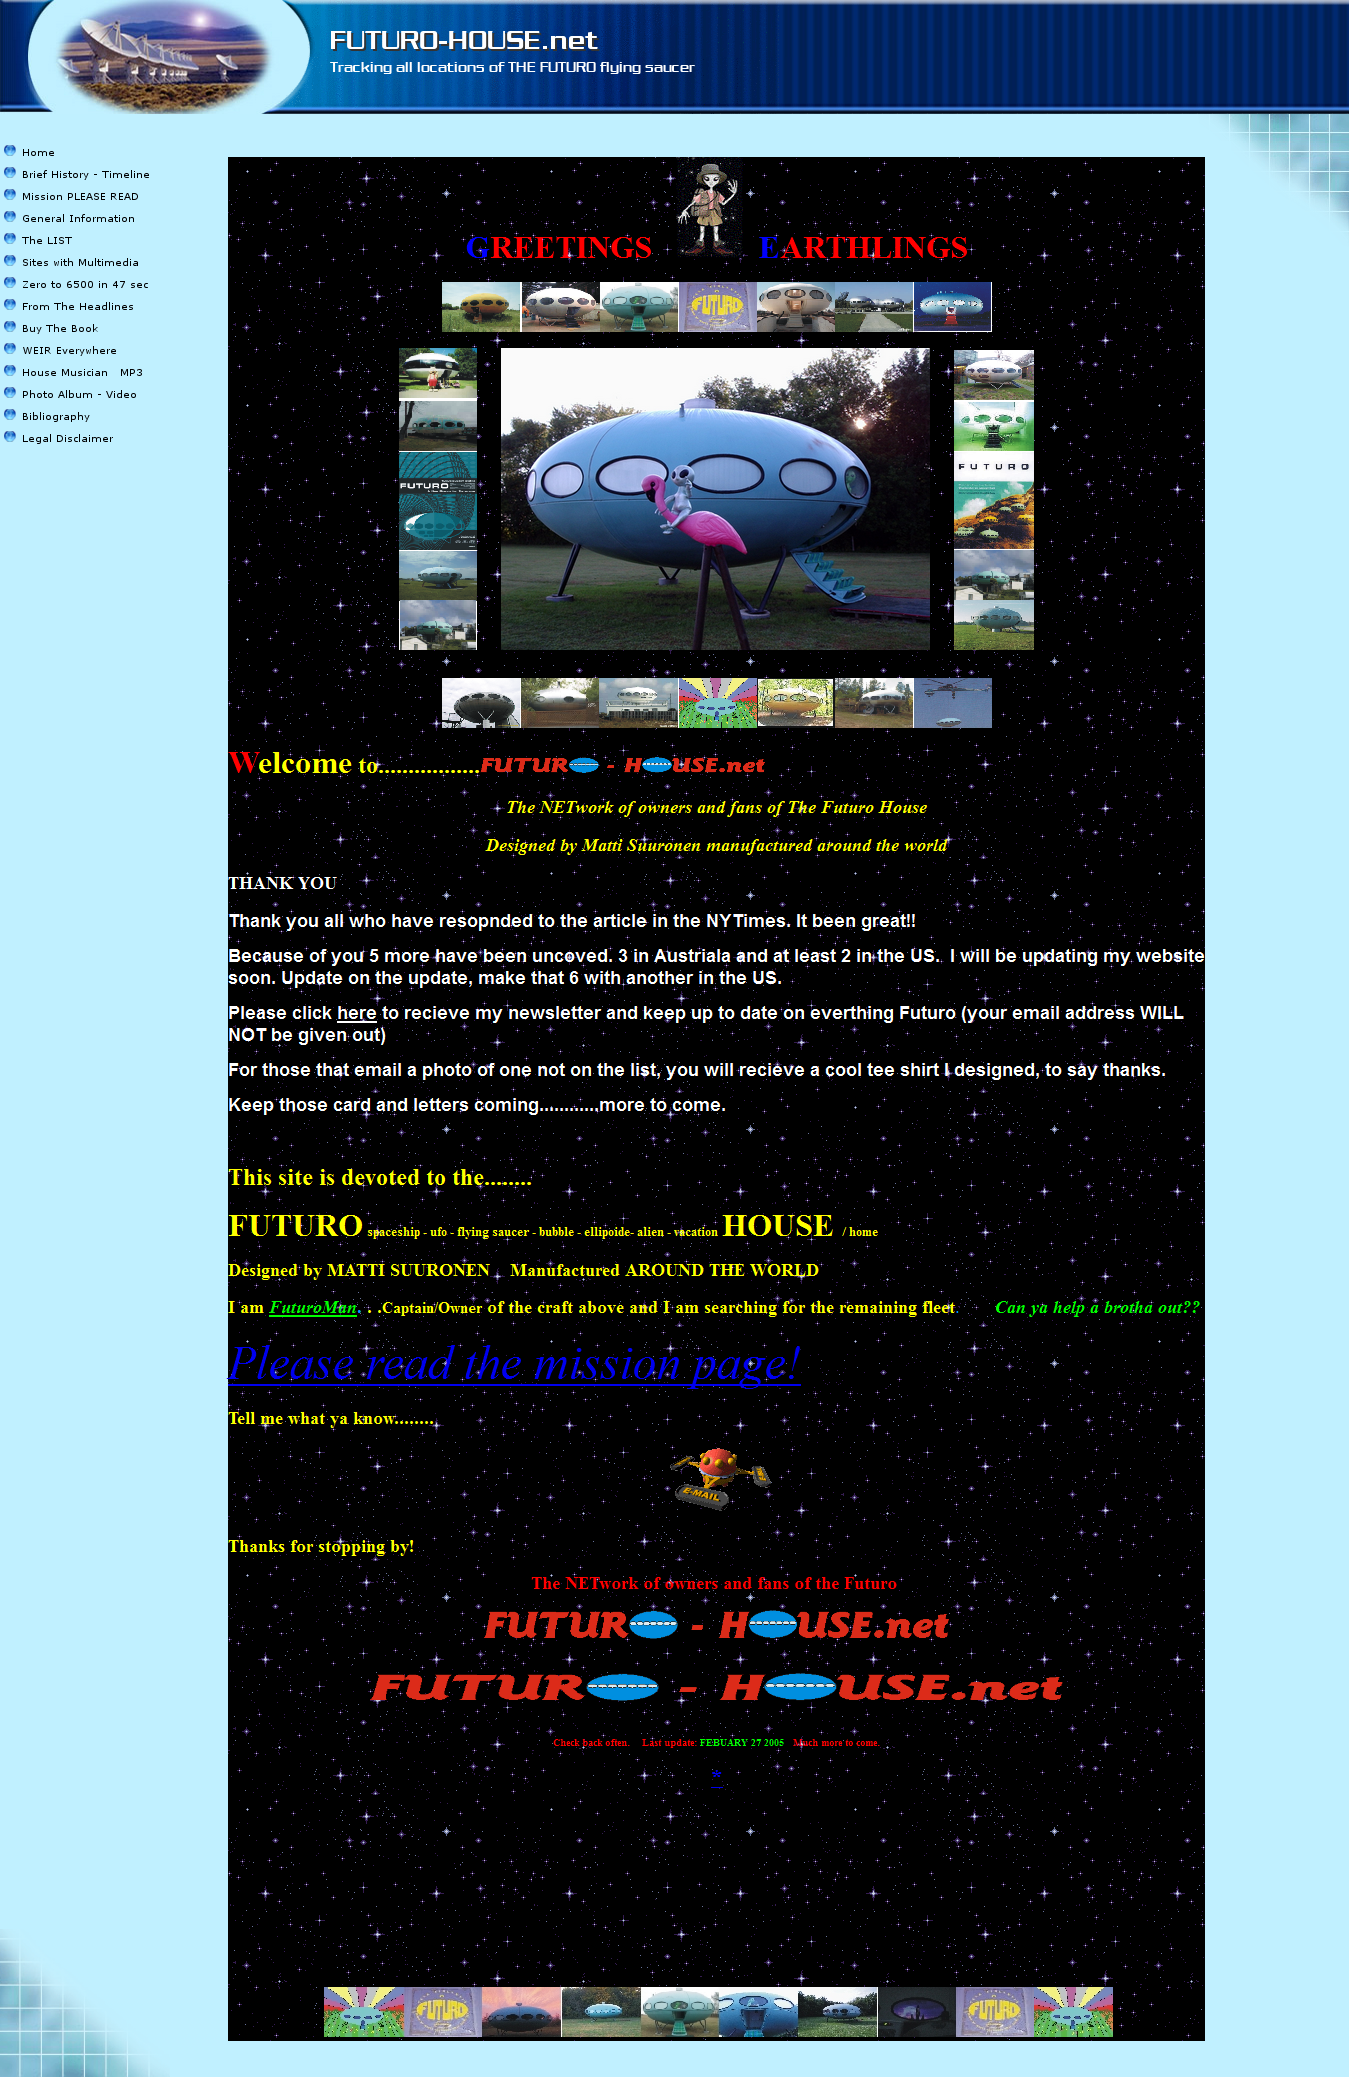 FUTURO-HOUSE.net
Tracking all locations of THE FUTURO flying saucer
Home
Brief History - Timeline
Mission PLEASE READ
General Information
The LIST
Sites with Multimedia
Zero to 6500 in 47 sec
From The Headlines
Buy The Book
WEIR Everywhere
House Musician MP3
Photo Album - Video
Bibliography
Legal Disclaimer
GREETINGS EARTHLINGS
FUTURO
FUTURO
FUTURO
Welcome to.................FUTURO - HOUSE.net
The NETwork of owners and fans of The Futuro House
Designed by Matti Suuronen manufactured around the world
THANK YOU
Thank you all who have resopnded to the article in the NYTimes. It been great!!
Because of you 5 more have been uncoved. 3 in Austriala and at least 2 in the US. I will be updating my website
soon. Update on the update, make that 6 with another in the US.
Please click here to recieve my newsletter and keep up to date on everthing Futuro (your email address WILL
NOT be given out)
For those that email a photo of one not on the list, you will recieve a cool tee shirt I designed, to say thanks.
Keep those card and letters coming............more to come.
This site is devoted to the........
FUTURO spaceship - ufo - flying saucer - bubble - ellipoide- alien - vacation HOUSE / home
Designed by MATTI SUURONEN Manufactured AROUND THE WORLD
I am FuturoMan. . .Captain/Owner of the craft above and I am searching for the remaining fleet Can ya help a brotha out??
Please read the mission page!
Tell me what ya know........
E-MAIL
Thanks for stopping by!
The NETwork of owners and fans of the Futuro
FUTURO - HOUSE.net
FUTURO - HOUSE.net
Check back often. Last update: FEBUARY 27 2005 Much more to come.
*
FUTURO
FUTURO